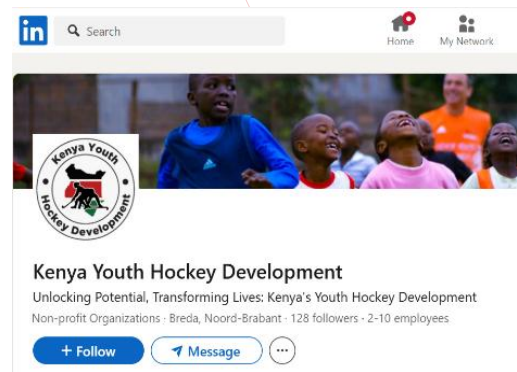 in
Search
Home
My Network
Kenya Youth
Hockey Development
Kenya Youth Hockey Development
Unlocking Potential, Transforming Lives: Kenya's Youth Hockey Development
Non-profit Organizations · Breda, Noord-Brabant · 128 followers · 2-10 employees
+ Follow
Message